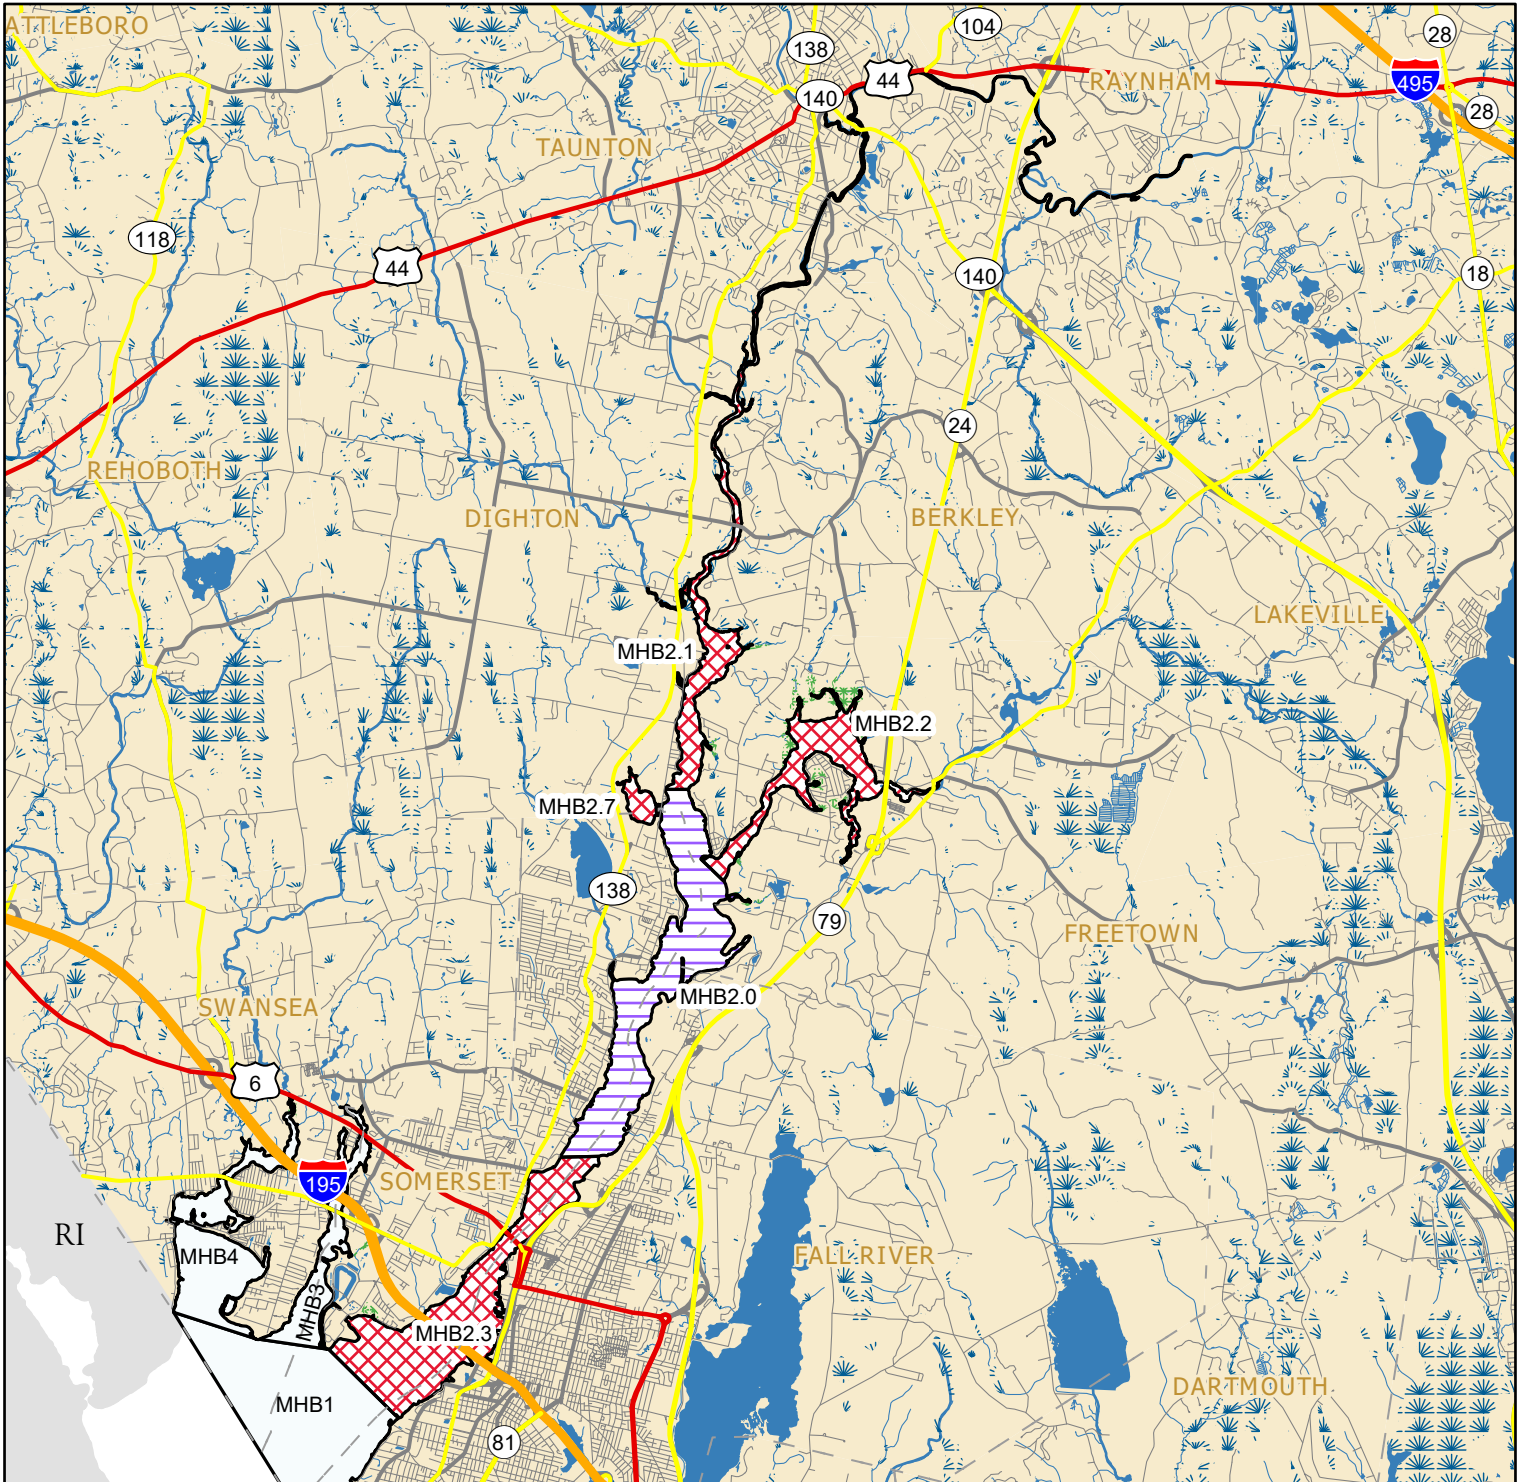 ATTLEBORO
104
28
138
44
RAYNHAM
495
140
28
TAUNTON
118
44
140
18
24
REHOBOTH
DIGHTON
BERKLEY
LAKEVILLE
MHB2.1
MHB2.2
MHB2.7
138
79
FREETOWN
MHB2.0
SWANSEA
6
SOMERSET
195
RI
MHB4
FALL RIVER
MHB3
MHB2.3
DARTMOUTH
MHB1
81